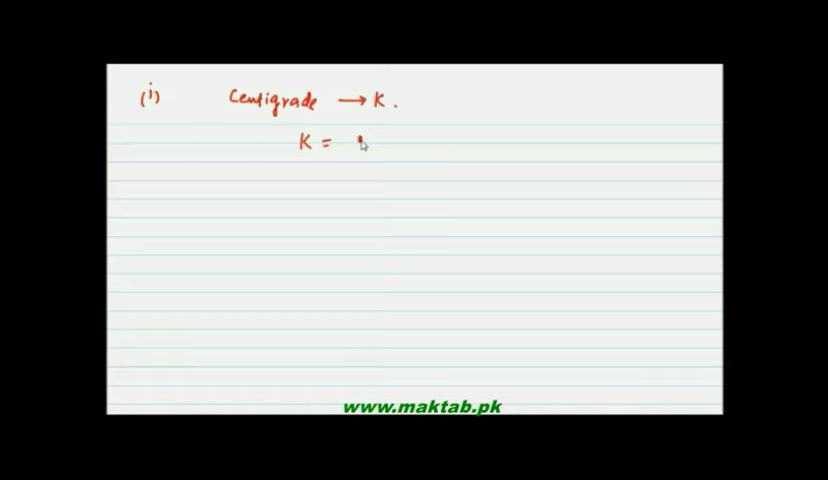 (i) Centigrade → K.
K =
www.maktab.pk